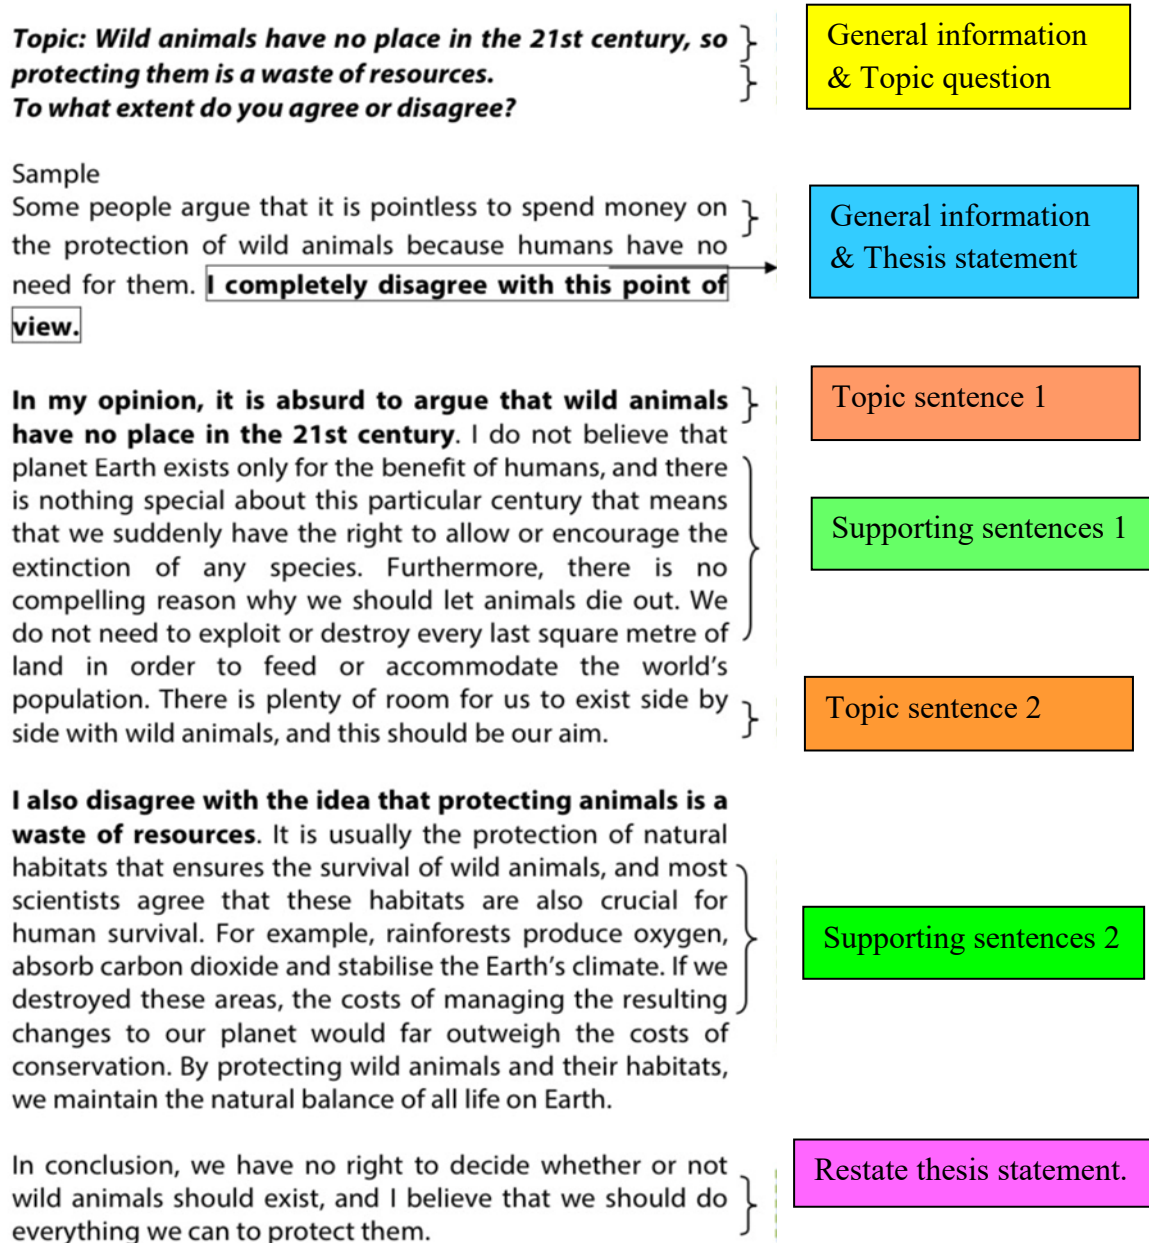 Topic: Wild animals have no place in the 21st century, so
protecting them is a waste of resources.
To what extent do you agree or disagree?
General information
& Topic question
Sample
Some people argue that it is pointless to spend money on
the protection of wild animals because humans have no
need for them. I completely disagree with this point of
view.
General information
& Thesis statement
In my opinion, it is absurd to argue that wild animals
have no place in the 21st century. I do not believe that
planet Earth exists only for the benefit of humans, and there
is nothing special about this particular century that means
that we suddenly have the right to allow or encourage the
extinction of any species. Furthermore, there is no
compelling reason why we should let animals die out. We
do not need to exploit or destroy every last square metre of
land in order to feed or accommodate the world's
population. There is plenty of room for us to exist side by
side with wild animals, and this should be our aim.
Topic sentence 1
Supporting sentences 1
Topic sentence 2
I also disagree with the idea that protecting animals is a
waste of resources. It is usually the protection of natural
habitats that ensures the survival of wild animals, and most
scientists agree that these habitats are also crucial for
human survival. For example, rainforests produce oxygen,
absorb carbon dioxide and stabilise the Earth's climate. If we
destroyed these areas, the costs of managing the resulting
changes to our planet would far outweigh the costs of
conservation. By protecting wild animals and their habitats,
we maintain the natural balance of all life on Earth.
Supporting sentences 2
In conclusion, we have no right to decide whether or not
wild animals should exist, and I believe that we should do
everything we can to protect them.
Restate thesis statement.